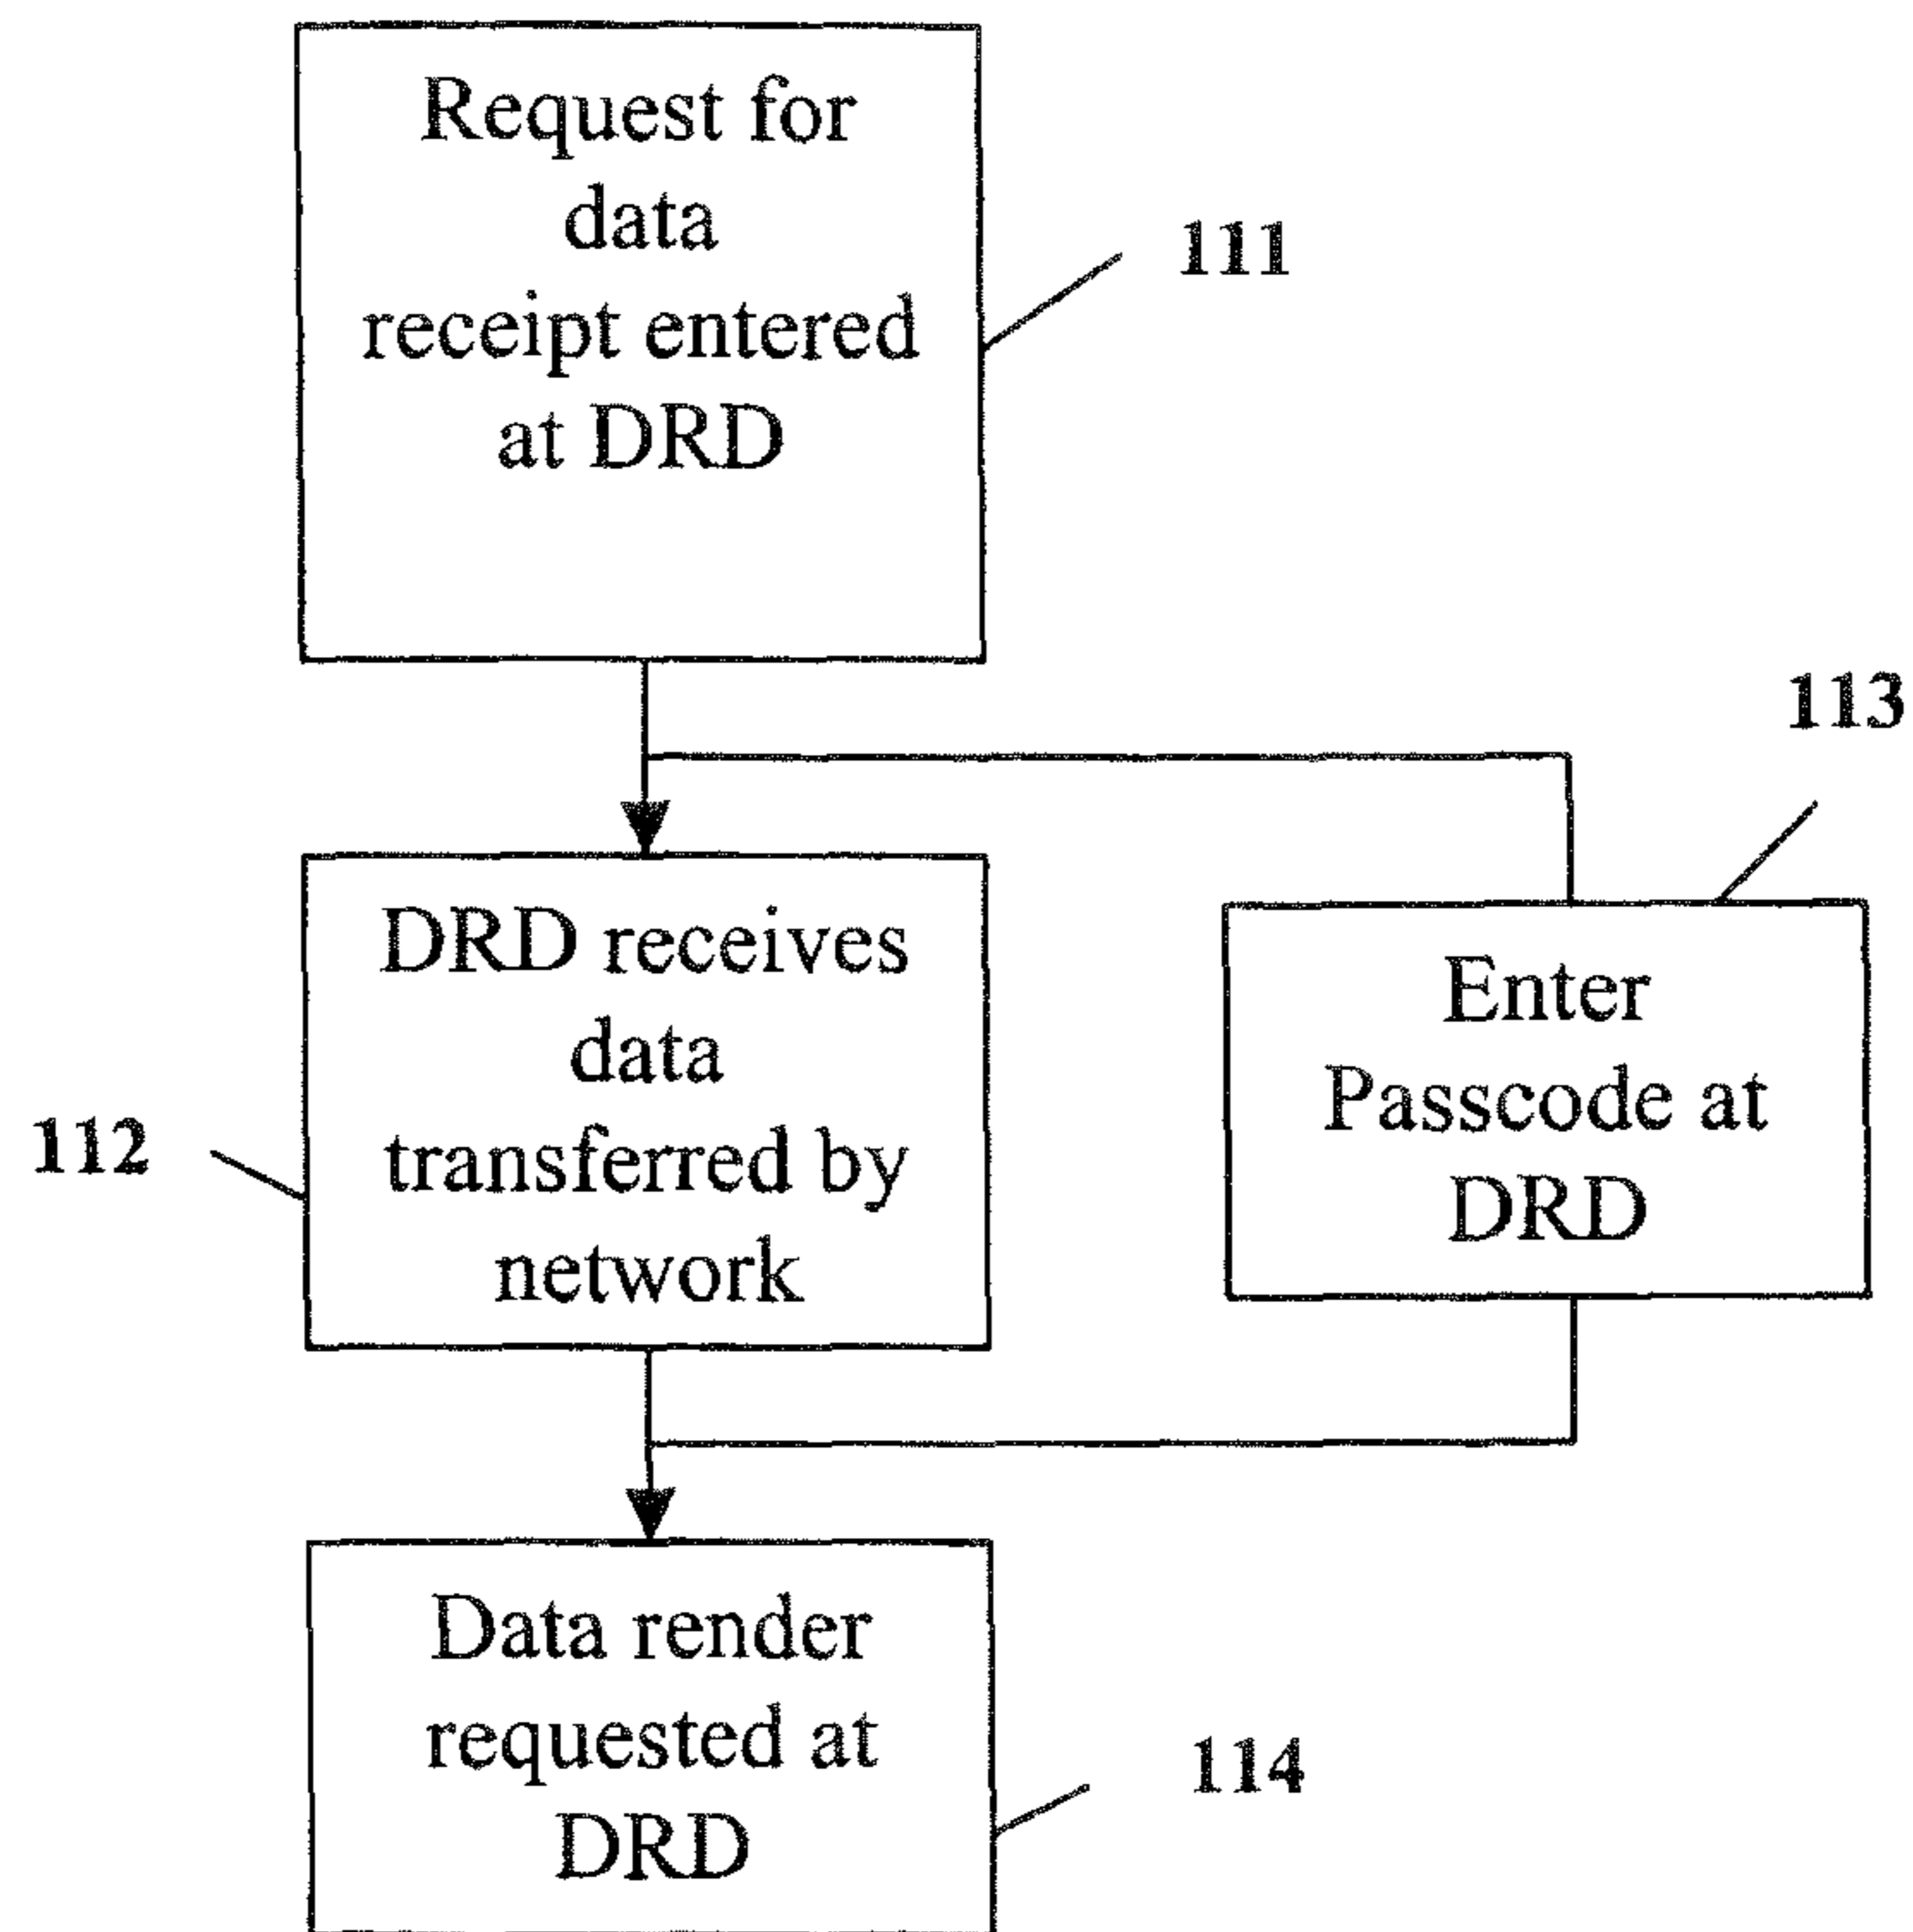 Request for
data
receipt entered
at DRD
111
113
DRD receives
data
transferred by
network
112
Enter
Passcode at
DRD
Data render
requested at
DRD
114